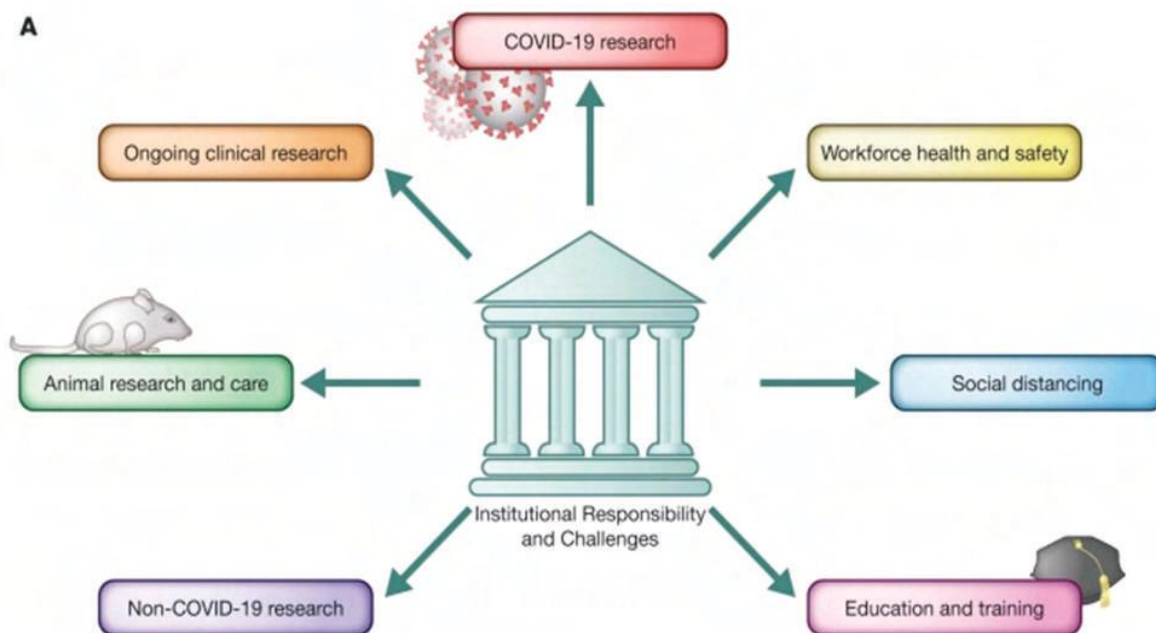 A
COVID-19 research
Ongoing clinical research
Workforce health and safety
Animal research and care
Social distancing
Institutional Responsibility
and Challenges
Non-COVID-19 research
Education and training